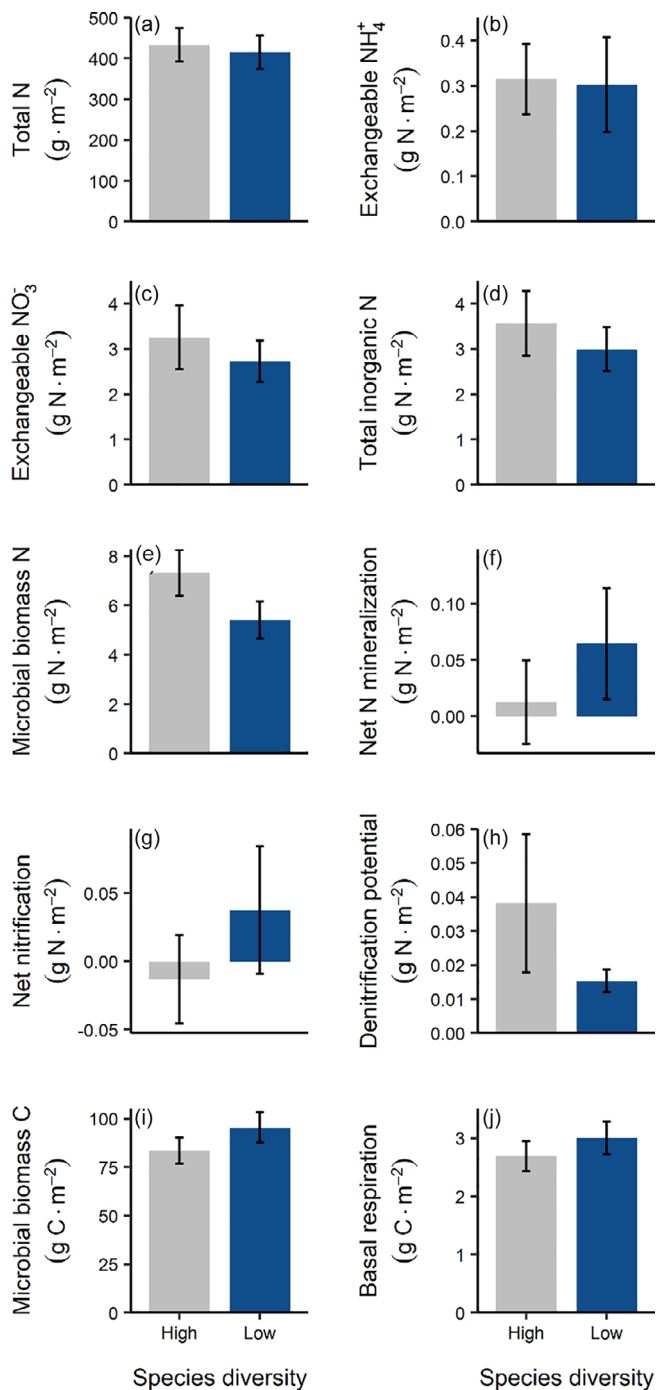 (a)
Total N
(g · m⁻²)
500
400
300
200
100
0
(b)
Exchangeable NH₄⁺
(g N · m⁻²)
0.4
0.3
0.2
0.1
0.0
(c)
Exchangeable NO₃⁻
(g N · m⁻²)
4
3
2
1
0
(d)
Total inorganic N
(g N · m⁻²)
4
3
2
1
0
(e)
Microbial biomass N
(g N · m⁻²)
8
6
4
2
0
(f)
Net N mineralization
(g N · m⁻²)
0.10
0.05
0.00
(g)
Net nitrification
(g N · m⁻²)
0.05
0.00
-0.05
(h)
Denitrification potential
(g N · m⁻²)
0.06
0.05
0.04
0.03
0.02
0.01
0.00
(i)
Microbial biomass C
(g C · m⁻²)
100
75
50
25
0
High Low
Species diversity
(j)
Basal respiration
(g C · m⁻²)
3
2
1
0
High Low
Species diversity